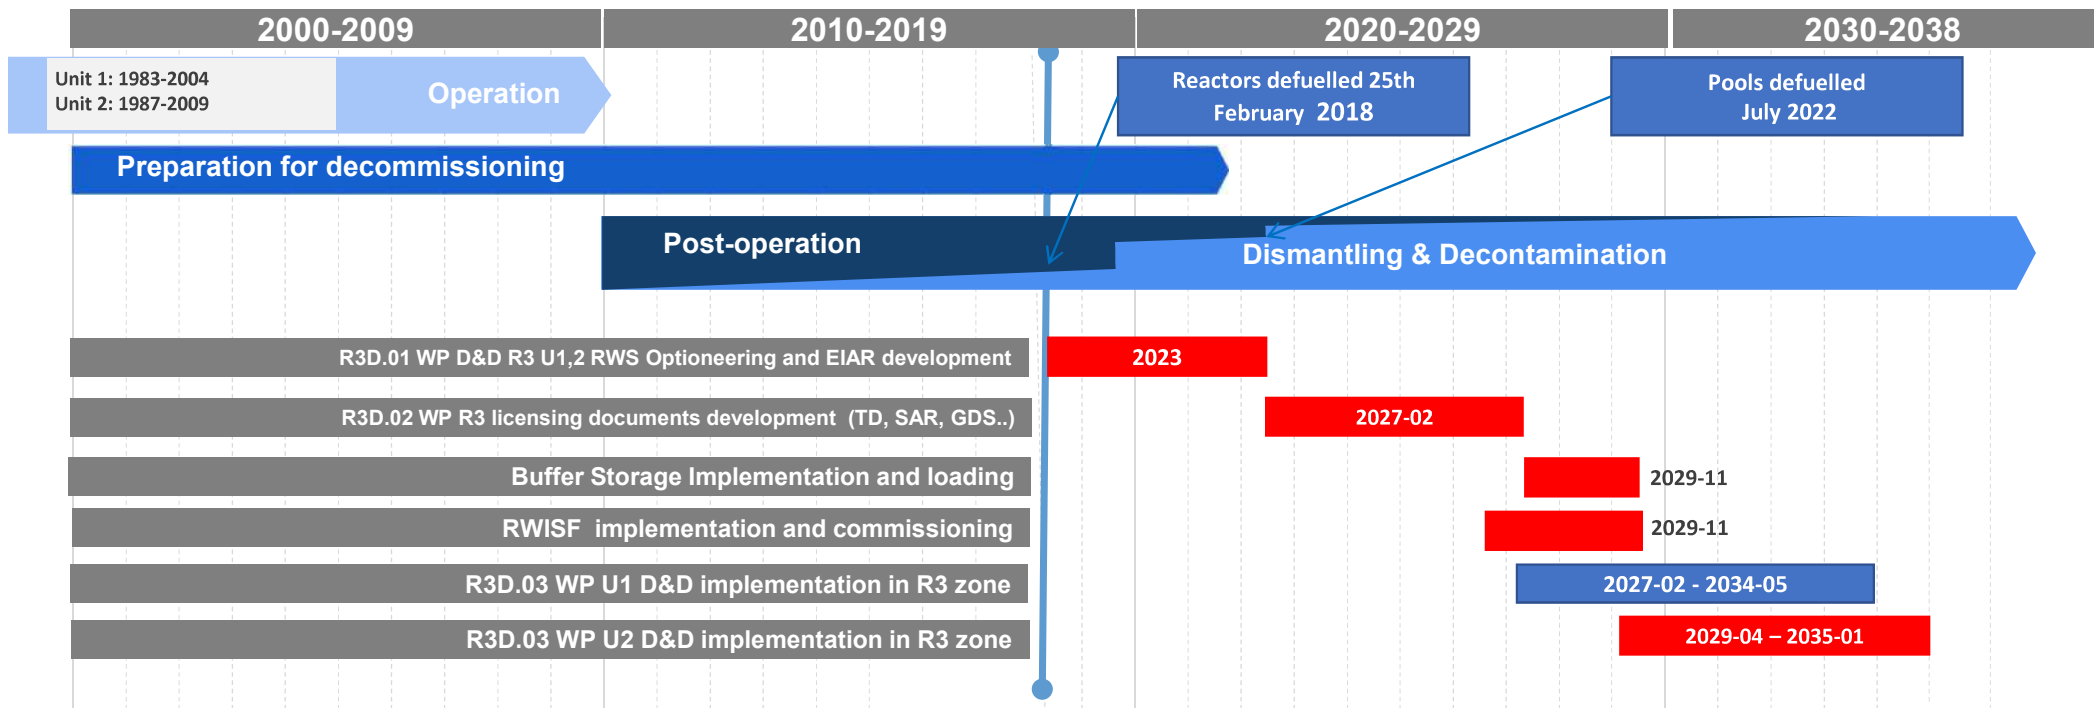 2000-2009
2010-2019
2020-2029
2030-2038
Unit 1: 1983-2004
Unit 2: 1987-2009
Operation
Reactors defuelled 25th
February 2018
Pools defuelled
July 2022
Preparation for decommissioning
Post-operation
Dismantling & Decontamination
R3D.01 WP D&D R3 U1,2 RWS Optioneering and EIAR development
2023
R3D.02 WP R3 licensing documents development (TD, SAR, GDS..)
2027-02
Buffer Storage Implementation and loading
2029-11
RWISF implementation and commissioning
2029-11
R3D.03 WP U1 D&D implementation in R3 zone
2027-02 - 2034-05
R3D.03 WP U2 D&D implementation in R3 zone
2029-04 – 2035-01